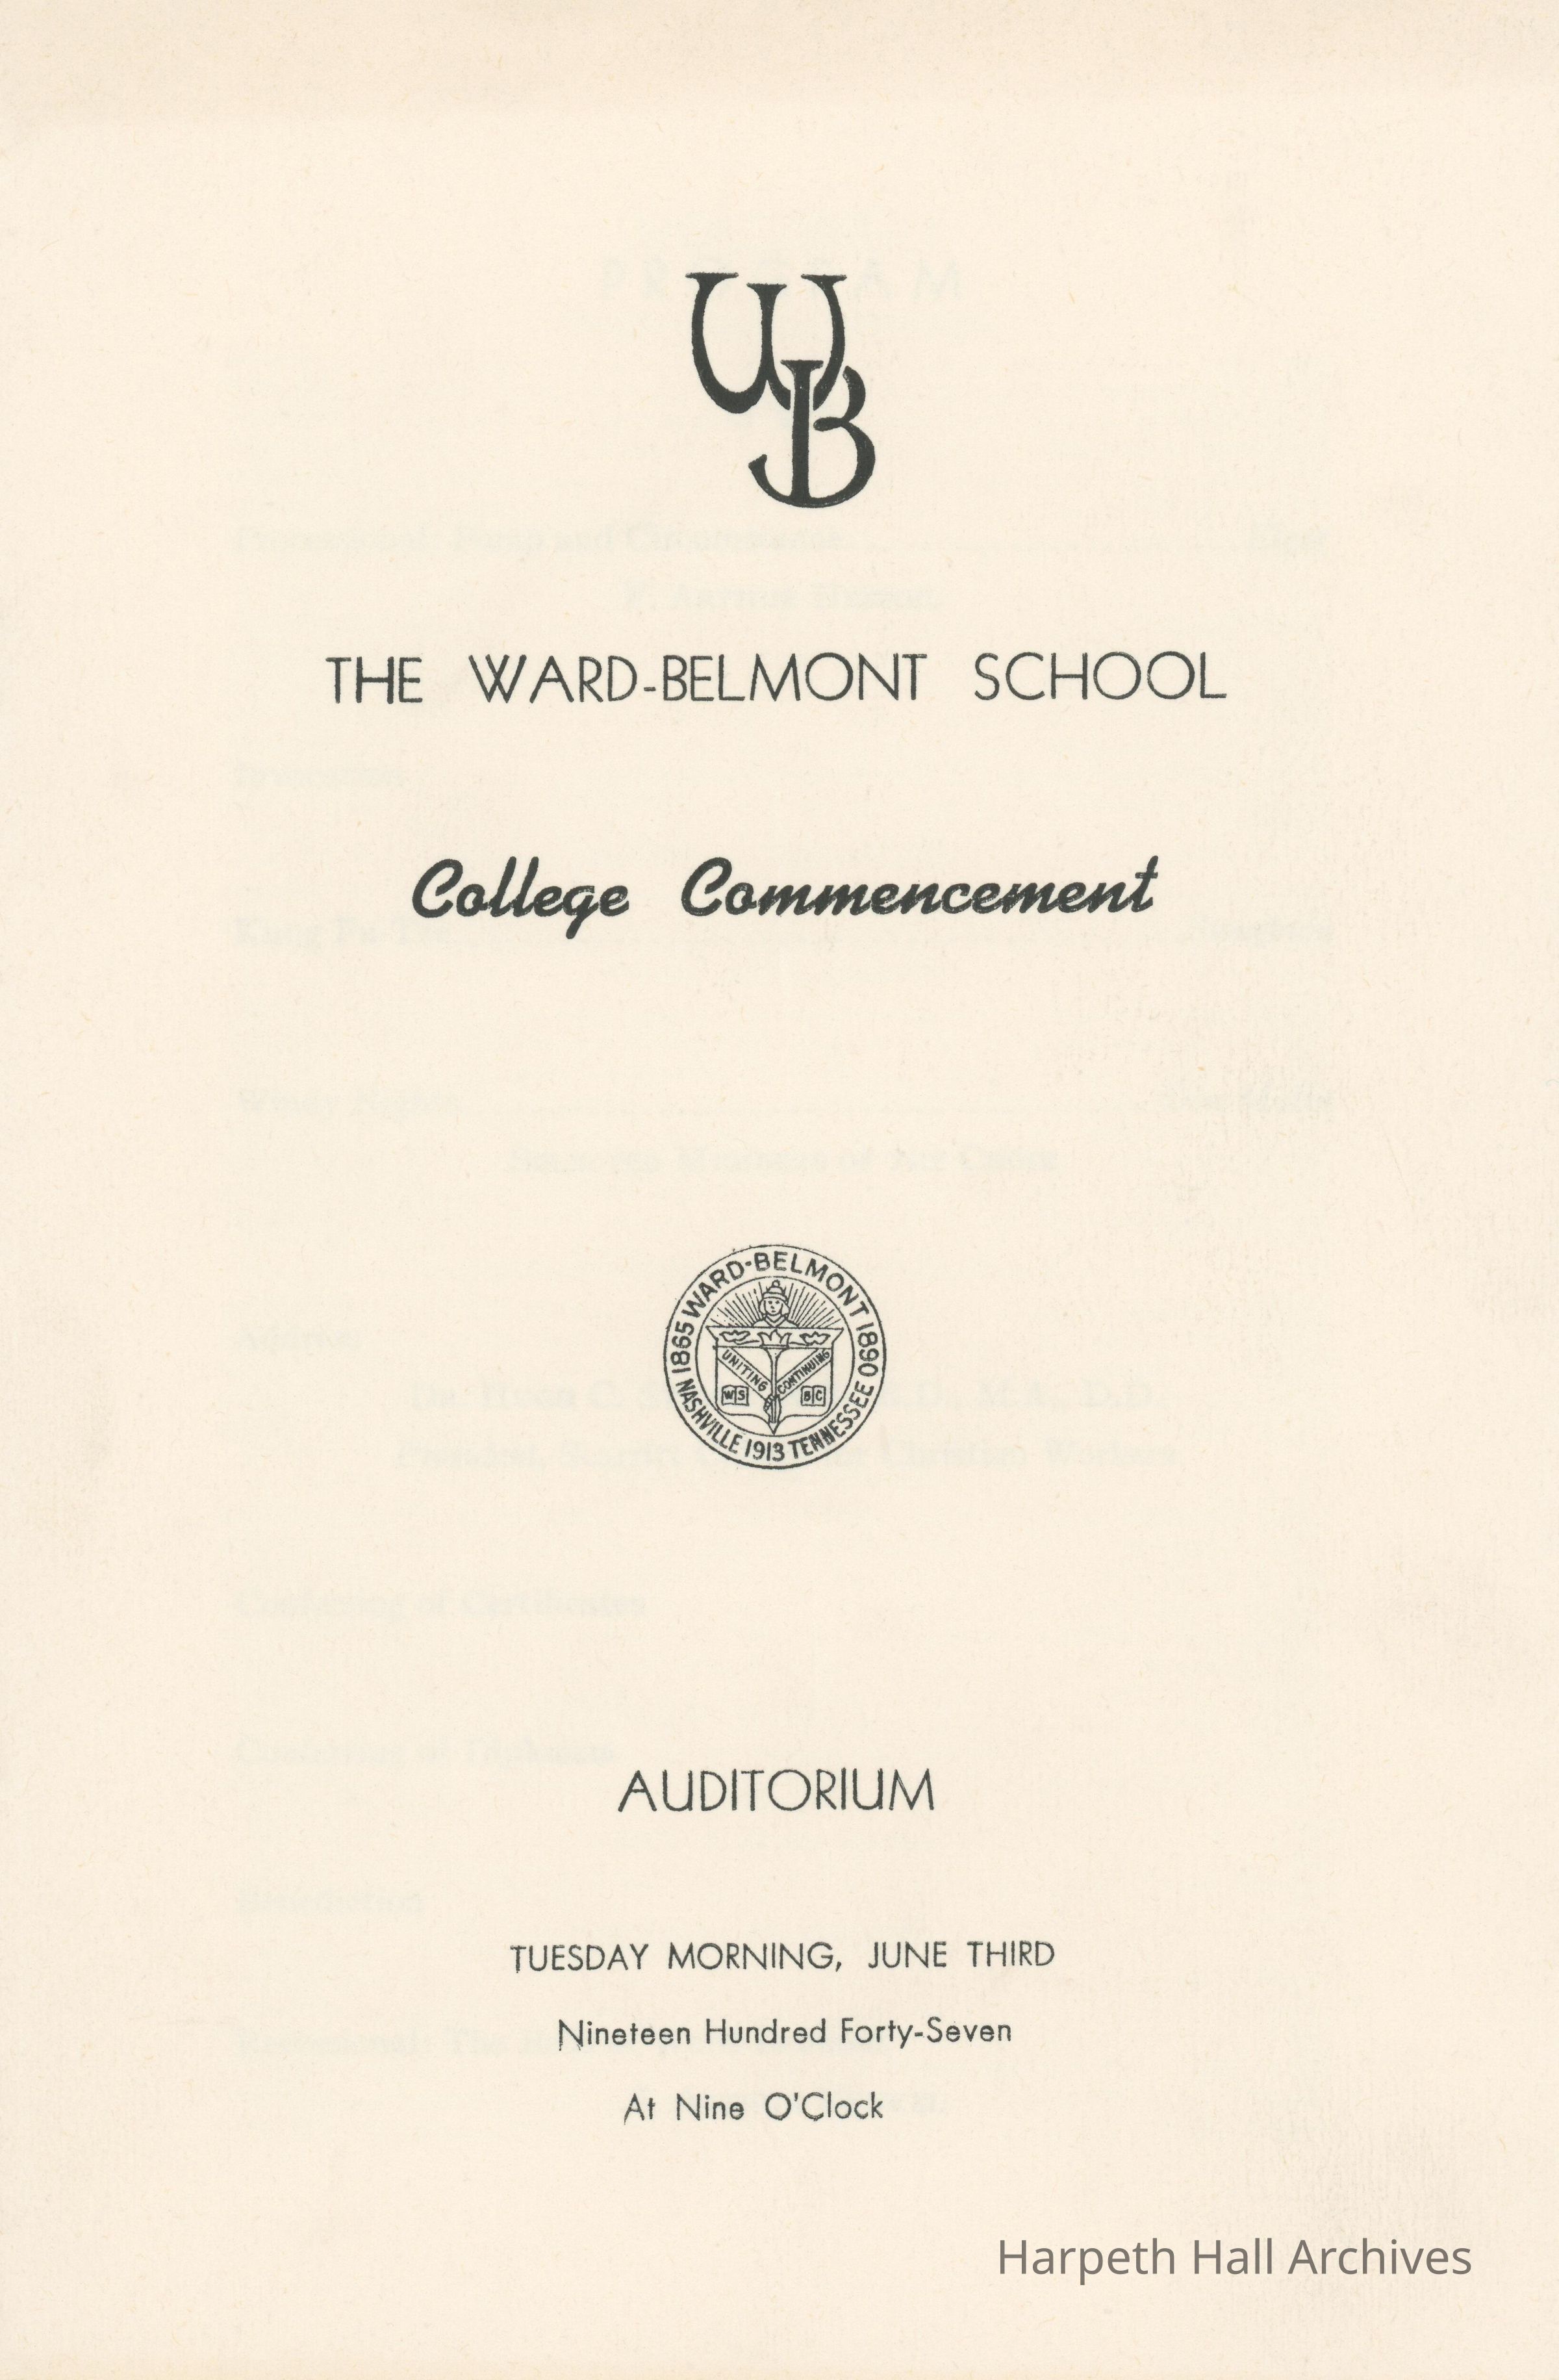 WB
THE WARD-BELMONT SCHOOL
College Commencement
WARD-BELMONT
1865
1890
UNITING
CONTINUING
WS
BC
NASHVILLE 1913 TENNESSEE
AUDITORIUM
TUESDAY MORNING, JUNE THIRD
Nineteen Hundred Forty-Seven
At Nine O'Clock
Harpeth Hall Archives